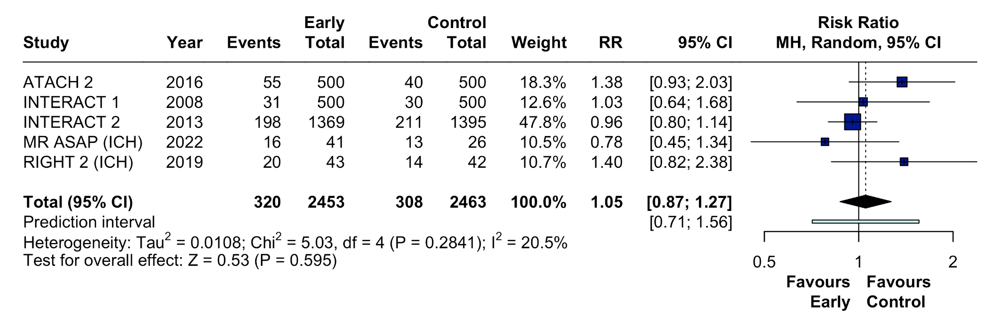 Early Control Risk Ratio
Study Year Events Total Events Total Weight RR 95% CI MH, Random, 95% CI
ATACH 2 2016 55 500 40 500 18.3% 1.38 [0.93; 2.03]
INTERACT 1 2008 31 500 30 500 12.6% 1.03 [0.64; 1.68]
INTERACT 2 2013 198 1369 211 1395 47.8% 0.96 [0.80; 1.14]
MR ASAP (ICH) 2022 16 41 13 26 10.5% 0.78 [0.45; 1.34]
RIGHT 2 (ICH) 2019 20 43 14 42 10.7% 1.40 [0.82; 2.38]
Total (95% CI) 320 2453 308 2463 100.0% 1.05 [0.87; 1.27]
Prediction interval [0.71; 1.56]
Heterogeneity: Tau² = 0.0108; Chi² = 5.03, df = 4 (P = 0.2841); I² = 20.5%
Test for overall effect: Z = 0.53 (P = 0.595)
0.5 1 2
Favours Favours
Early Control